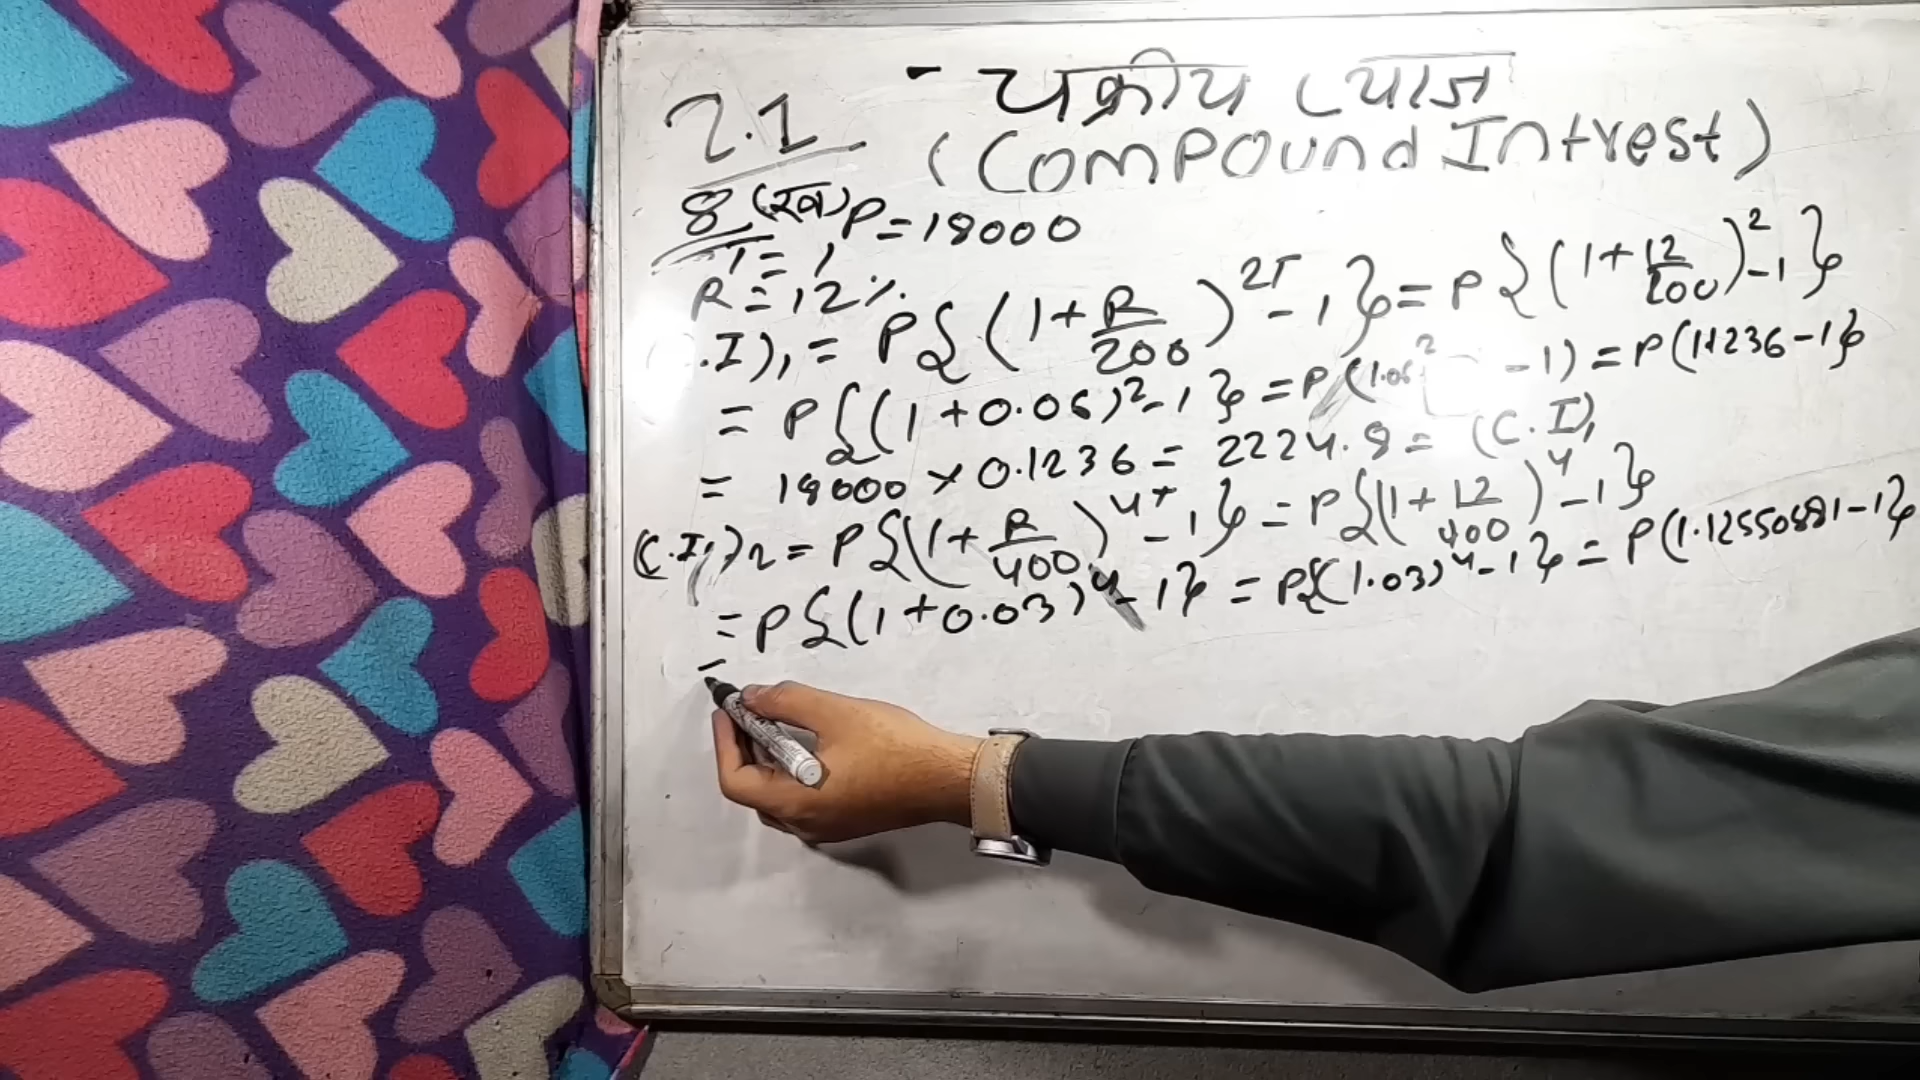 2.1 - चक्रीय ब्याज
(Compound Intrest)
8 (ख) P = 18000
T = 1
R = 12%
.I)₁ = P{(1+R/200)^2T - 1} = P{(1+12/200)^2 - 1}
= P{(1+0.06)^2 - 1} = P(1.06^2 - 1) = P(1.1236 - 1}
= 18000 × 0.1236 = 2224.8 = (C.I)₁
(C.I,)₂ = P{(1+R/400)^4T - 1} = P{(1+12/400)^4 - 1}
= P{(1+0.03)^4 - 1} = P{(1.03)^4 - 1} = P(1.12550881 - 1}